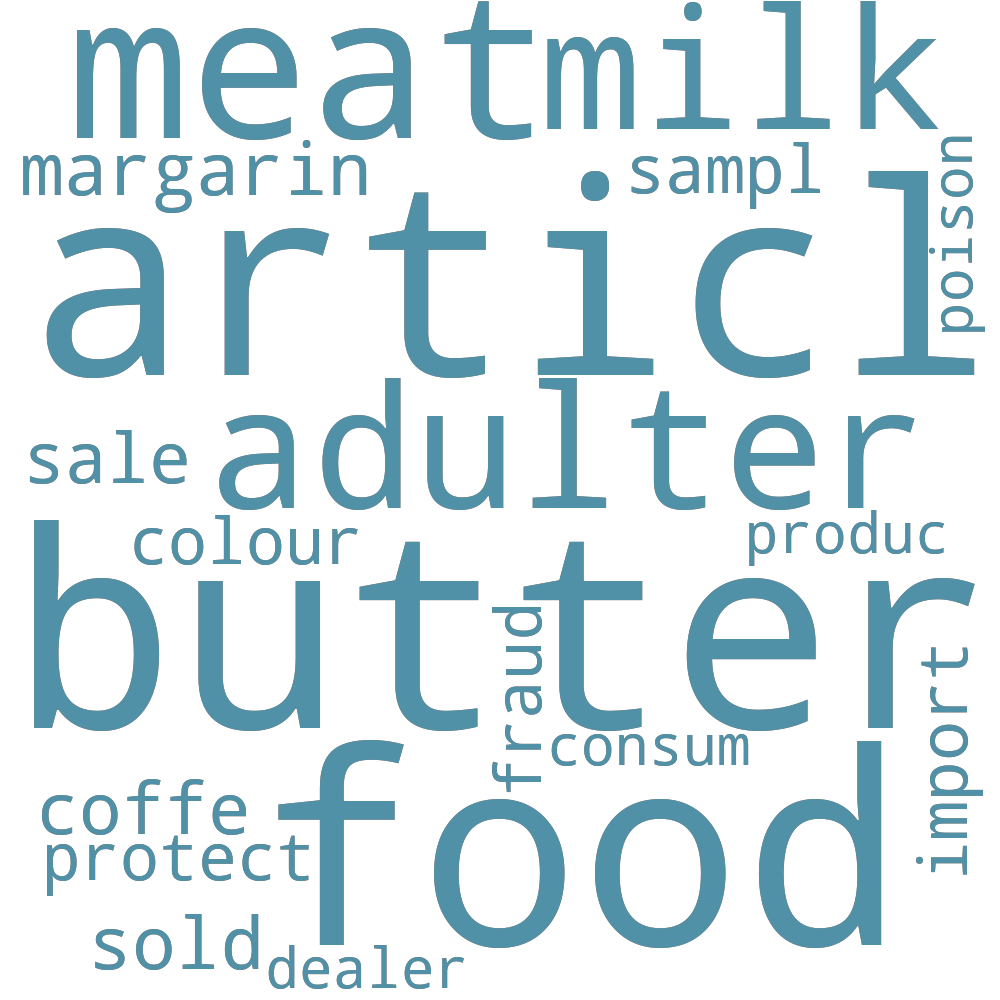 meat milk
margarin sampl
poison
articl
sale adulter
colour produc
butter
fraud
import
consum
coffe food
protect
sold
dealer